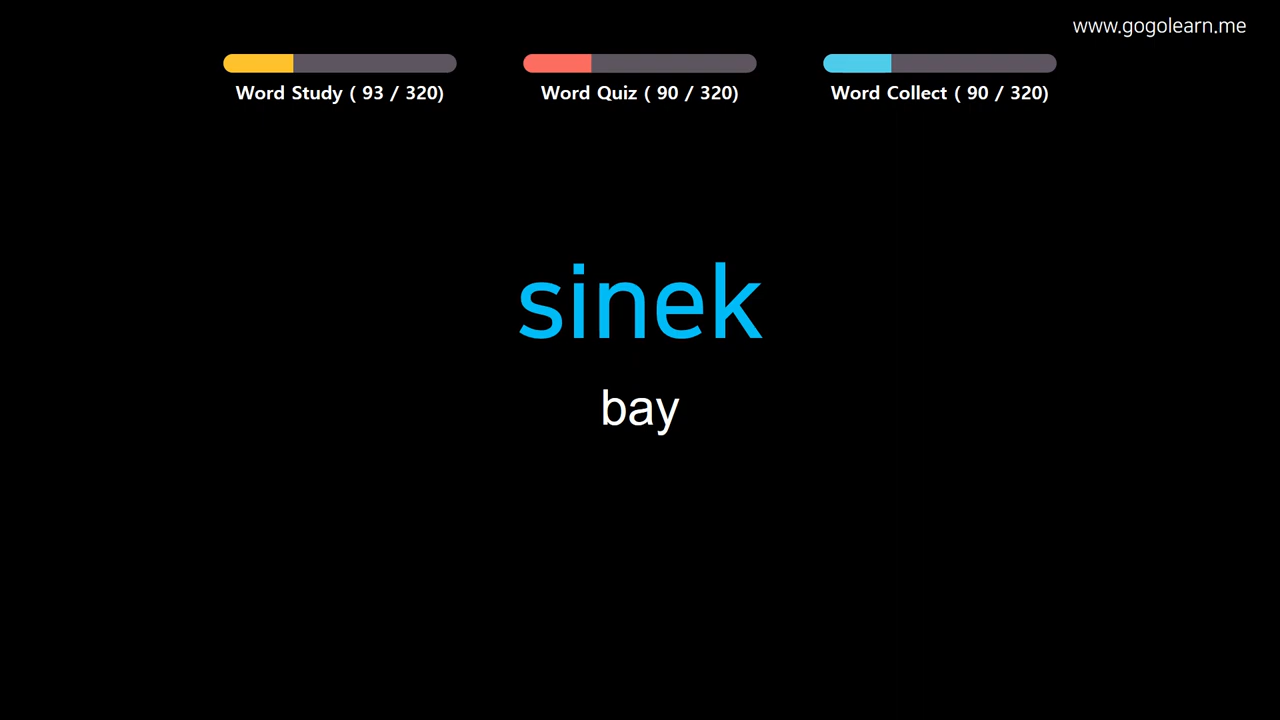 www.gogolearn.me
Word Study ( 93 / 320)
Word Quiz ( 90 / 320)
Word Collect ( 90 / 320)
sinek
bay